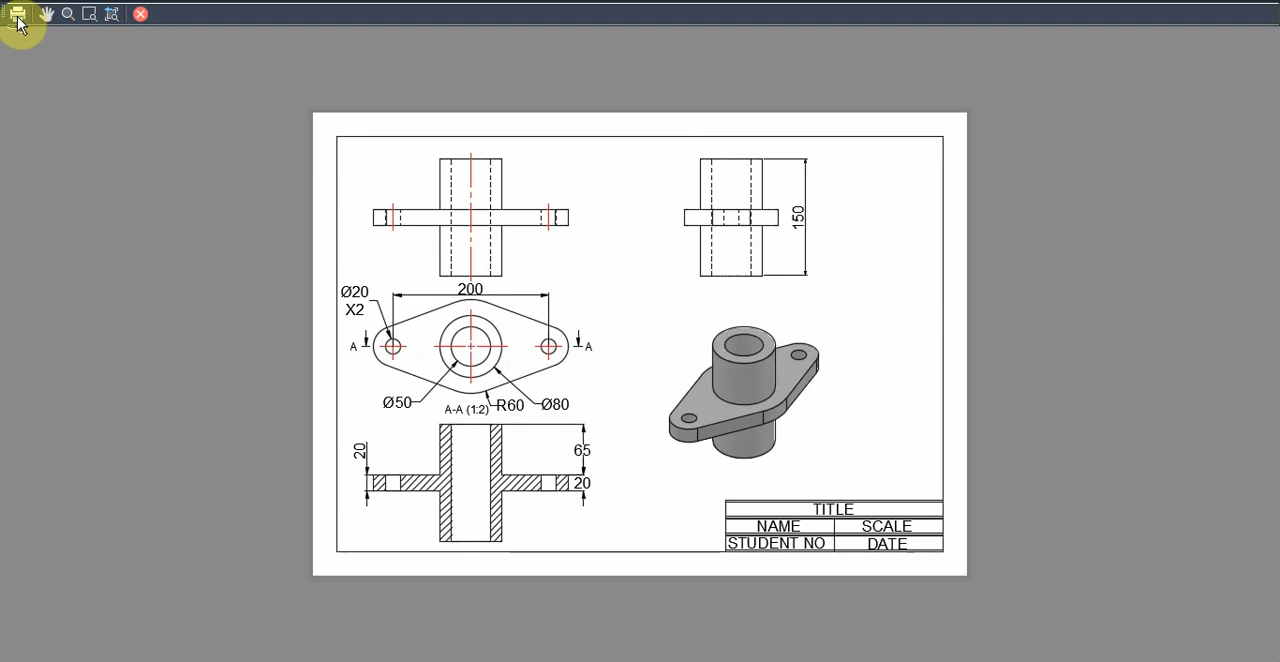 150
200
Ø20
X2
A
A
Ø50
A-A (1:2)
R60
Ø80
20
65
20
TITLE
NAME SCALE
STUDENT NO DATE